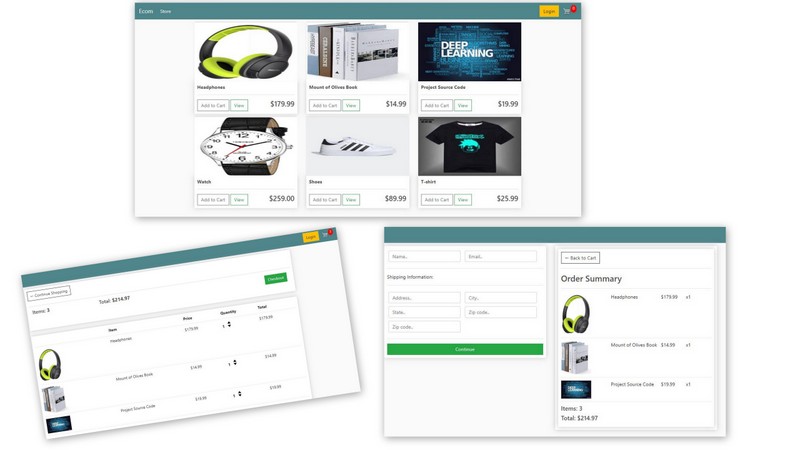 Ecom Store Login
Headphones
Add to Cart View $179.99
Mount of Olives Book
Add to Cart View $14.99
DEEP
LEARNING
Project Source Code
Add to Cart View $19.99
Watch
Add to Cart View $259.00
Shoes
Add to Cart View $89.99
T-shirt
Add to Cart View $25.99
Login
← Continue Shopping
Items: 3 Total: $214.97 Checkout
Item Price Quantity Total
Headphones $179.99 1 $179.99
Mount of Olives Book $14.99 1 $14.99
Project Source Code $19.99 1 $19.99
Name.. Email..
Shipping Information:
Address.. City..
State.. Zip code..
Zip code..
Continue
← Back to Cart
Order Summary
Headphones $179.99 x1
Mount of Olives Book $14.99 x1
Project Source Code $19.99 x1
Items: 3
Total: $214.97